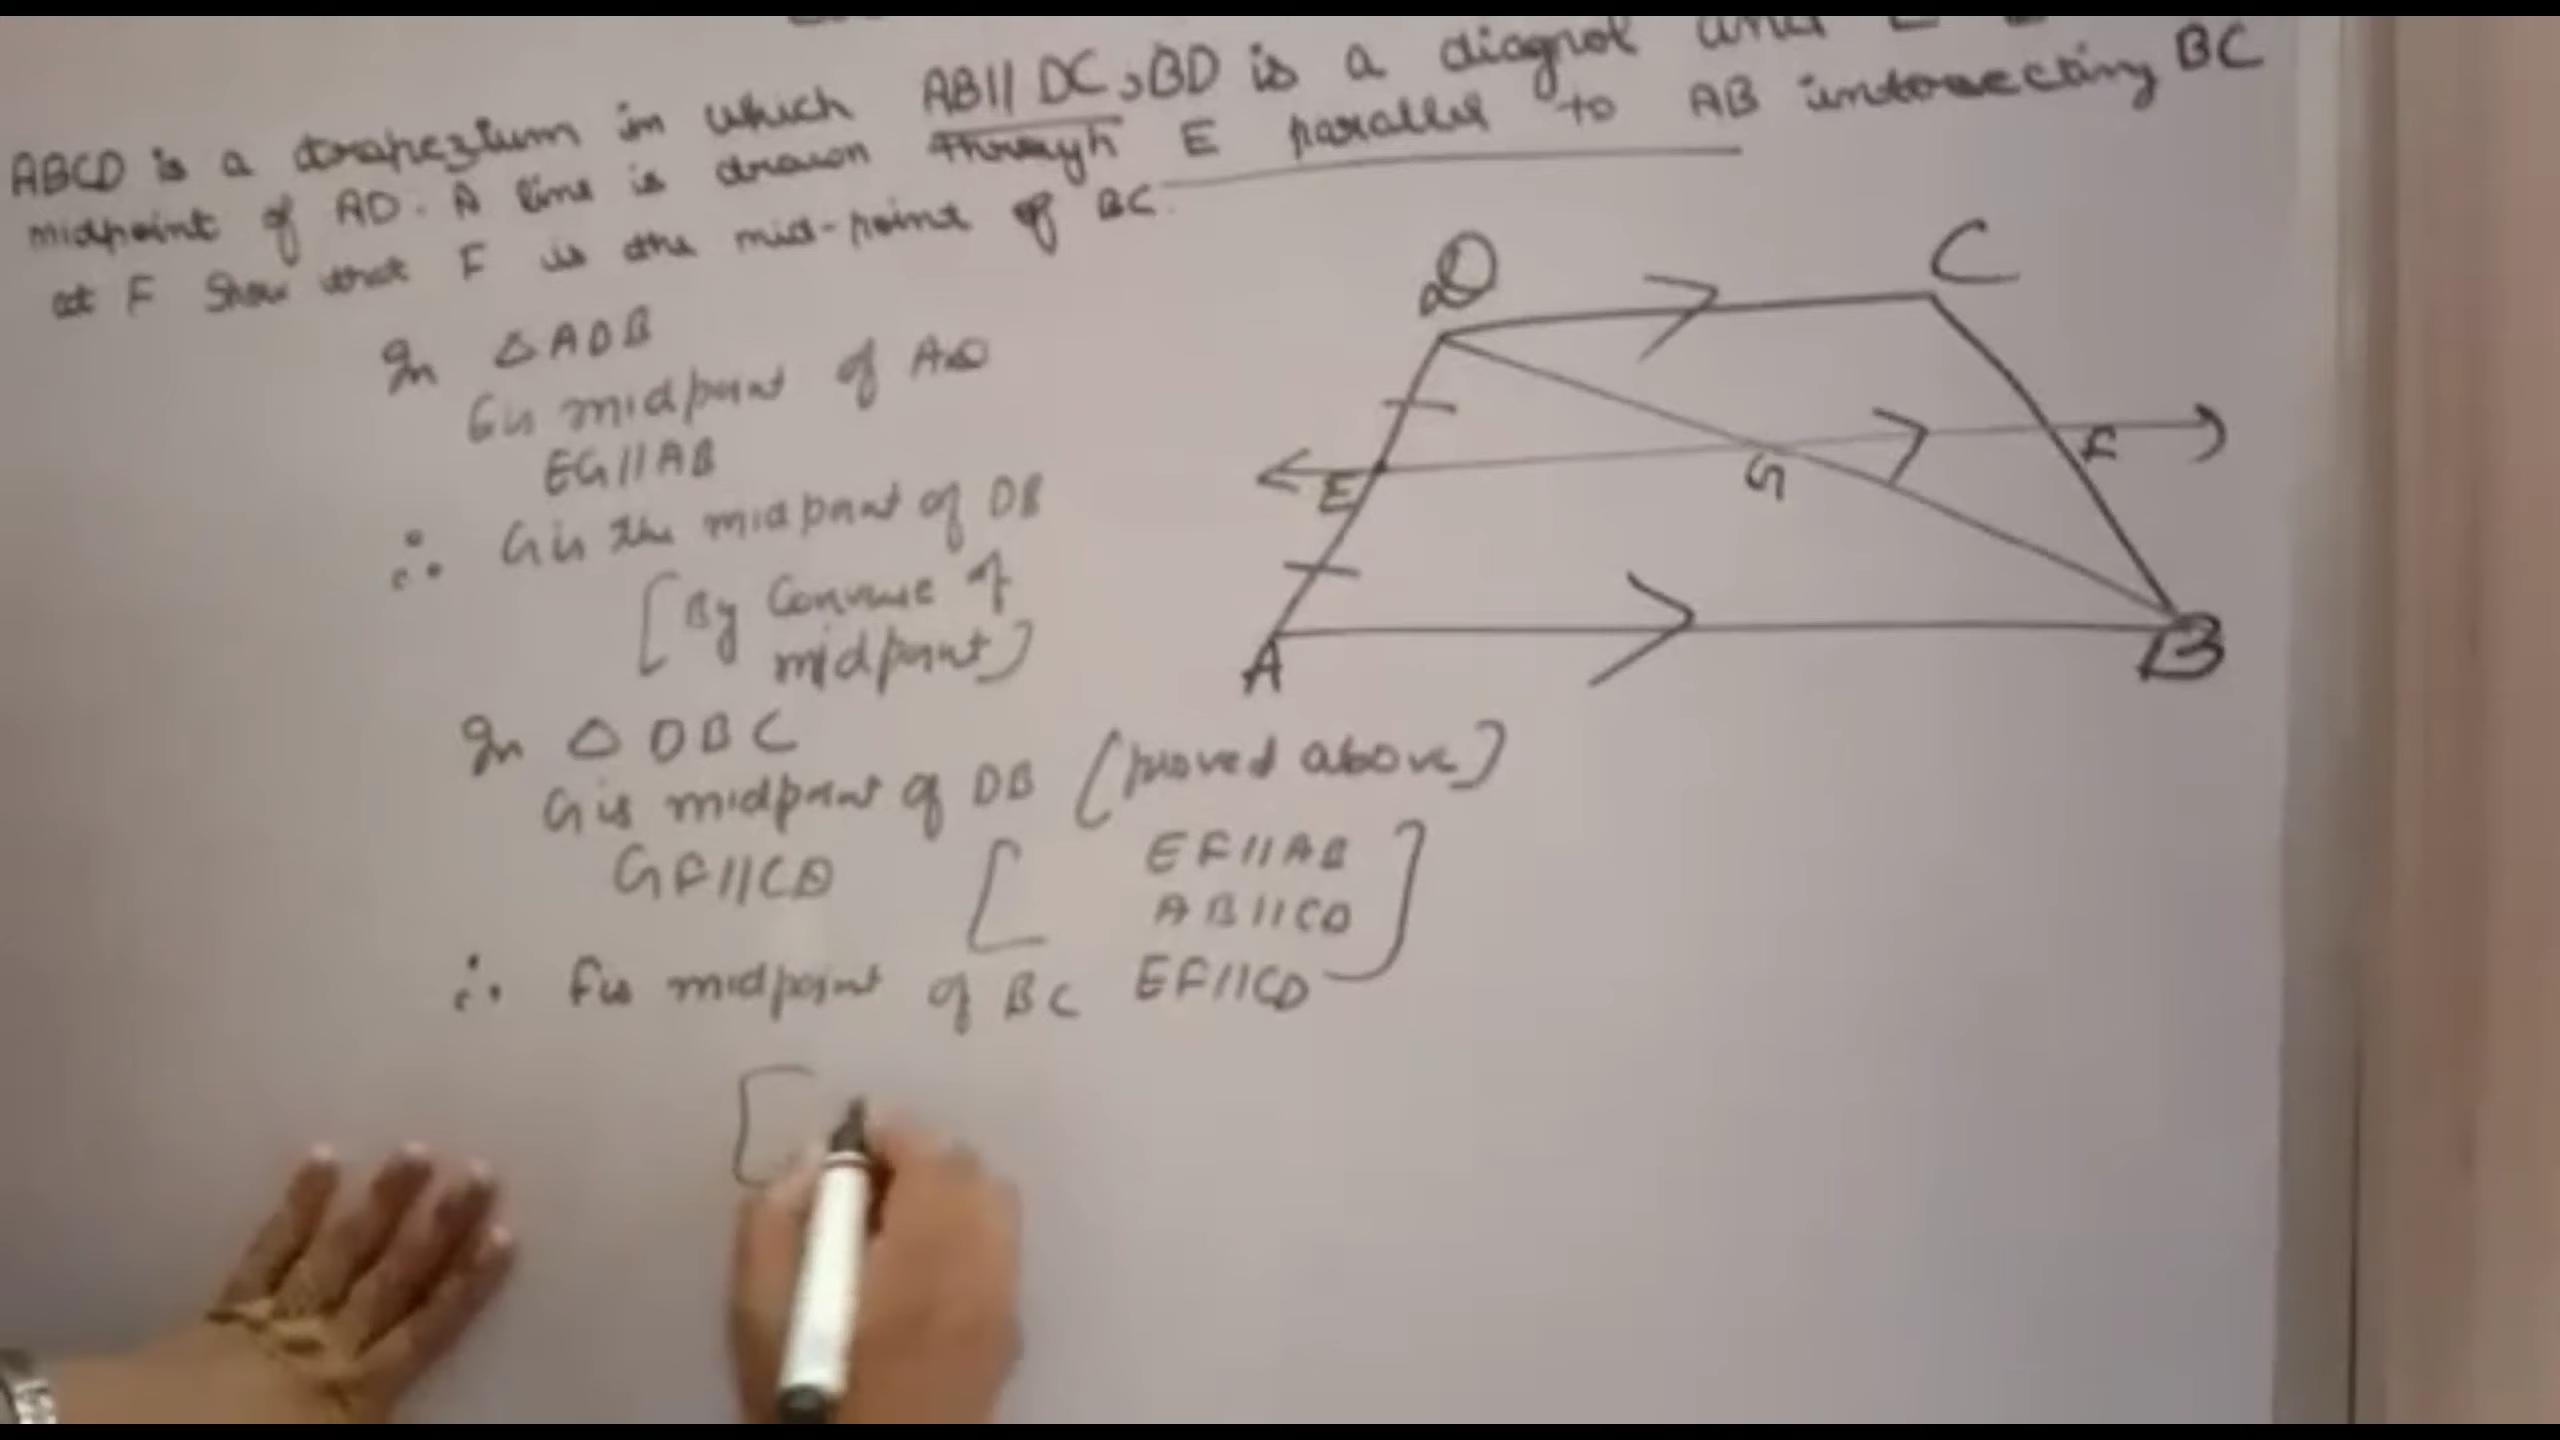 ABCD is a trapezium in which AB || DC, BD is a diagnol and E
midpoint of AD. A line is drawn through E parallel to AB intersecting BC
at F Show that F is the mid-point of BC.
In △ADB
E is midpoint of AD
EG || AB
∴ G is the midpoint of DB
[By Converse of
midpoint]
In △DBC
G is midpoint of DB [proved above]
GF || CD [ EF || AB
AB || CD
EF || CD ]
∴ F is midpoint of BC
[
D
C
E
G
F
A
B